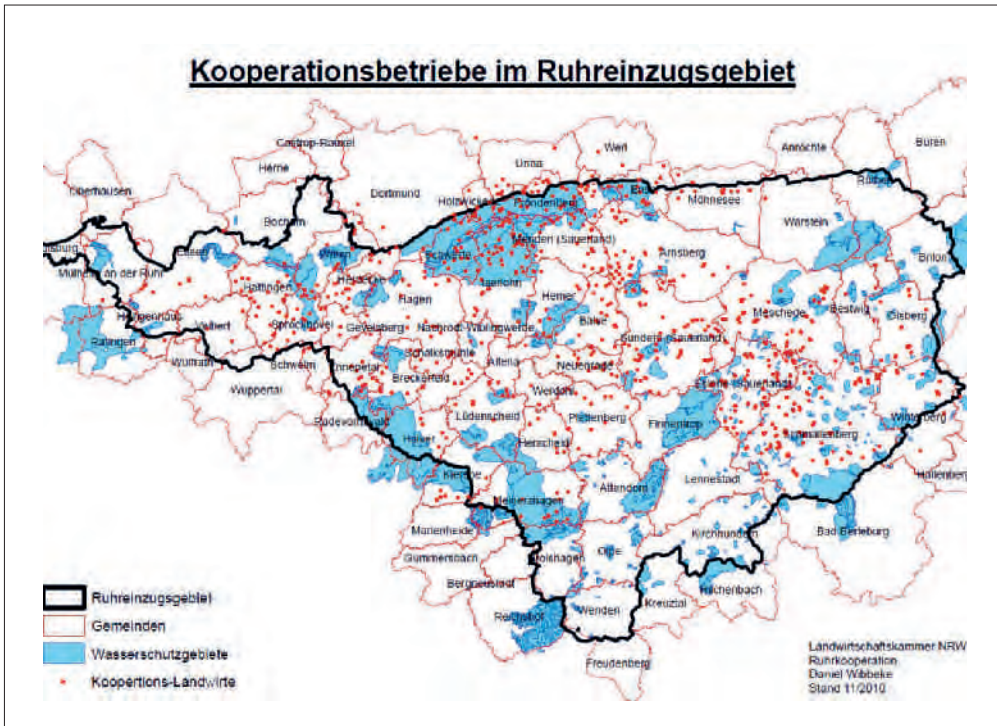 Kooperationsbetriebe im Ruhreinzugsgebiet
Castrop-Rauxel
Herne
Unna
Werl
Anröchte
Büren
Oberhausen
Dortmund
Bochum
Holzwickede
Fröndenberg
Möhnesee
Rüthen
Warstein
Essen
Witten
Menden (Sauerland)
Schwerte
Arnsberg
Brilon
Mülheim an der Ruhr
Hattingen
Herdecke
Iserlohn
Hagen
Hemer
Meschede
Bestwig
Olsberg
Heiligenhaus
Velbert
Sprockhövel
Gevelsberg
Nachrodt-Wiblingwerde
Balve
Sundern (Sauerland)
Ratingen
Wülfrath
Schwelm
Ennepetal
Schalksmühle
Altena
Neuenrade
Breckerfeld
Wuppertal
Werdohl
Eslohe (Sauerland)
Radevormwald
Lüdenscheid
Plettenberg
Finnentrop
Winterberg
Halver
Herscheid
Schmallenberg
Kierspe
Lennestadt
Hallenberg
Meinerzhagen
Attendorn
Marienheide
Kirchhundem
Bad Berleburg
Gummersbach
Olpe
Bergneustadt
Hilchenbach
Reichshof
Wenden
Kreuztal
Freudenberg
Ruhreinzugsgebiet
Gemeinden
Wasserschutzgebiete
Koopertions-Landwirte
Landwirtschaftskammer NRW
Ruhrkooperation
Daniel Wibbeke
Stand 11/2010